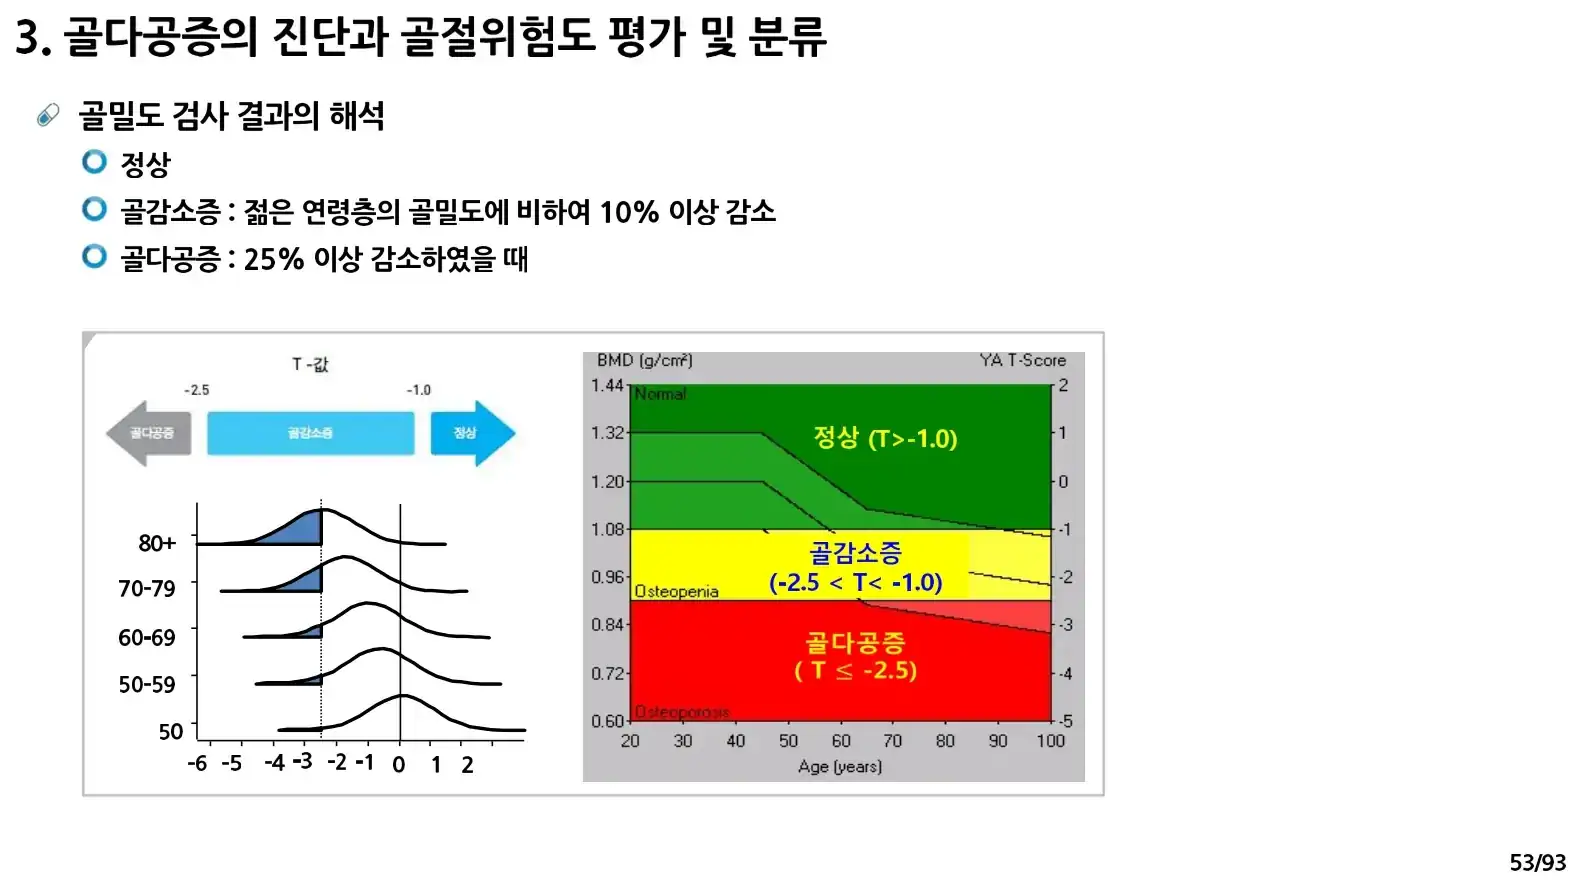 3. 골다공증의 진단과 골절위험도 평가 및 분류
골밀도 검사 결과의 해석
정상
골감소증 : 젊은 연령층의 골밀도에 비하여 10% 이상 감소
골다공증 : 25% 이상 감소하였을 때
T -값
-2.5 -1.0
골다공증 골감소증 정상
80+
70-79
60-69
50-59
50
-6 -5 -4 -3 -2 -1 0 1 2
BMD (g/cm²) YA T-Score
1.44 Normal 2
1.32 정상 (T>-1.0) 1
1.20 0
1.08 -1
골감소증
0.96 (-2.5 < T< -1.0) -2
Osteopenia
0.84 -3
골다공증
0.72 ( T ≤ -2.5) -4
0.60 Osteoporosis -5
20 30 40 50 60 70 80 90 100
Age (years)
53/93